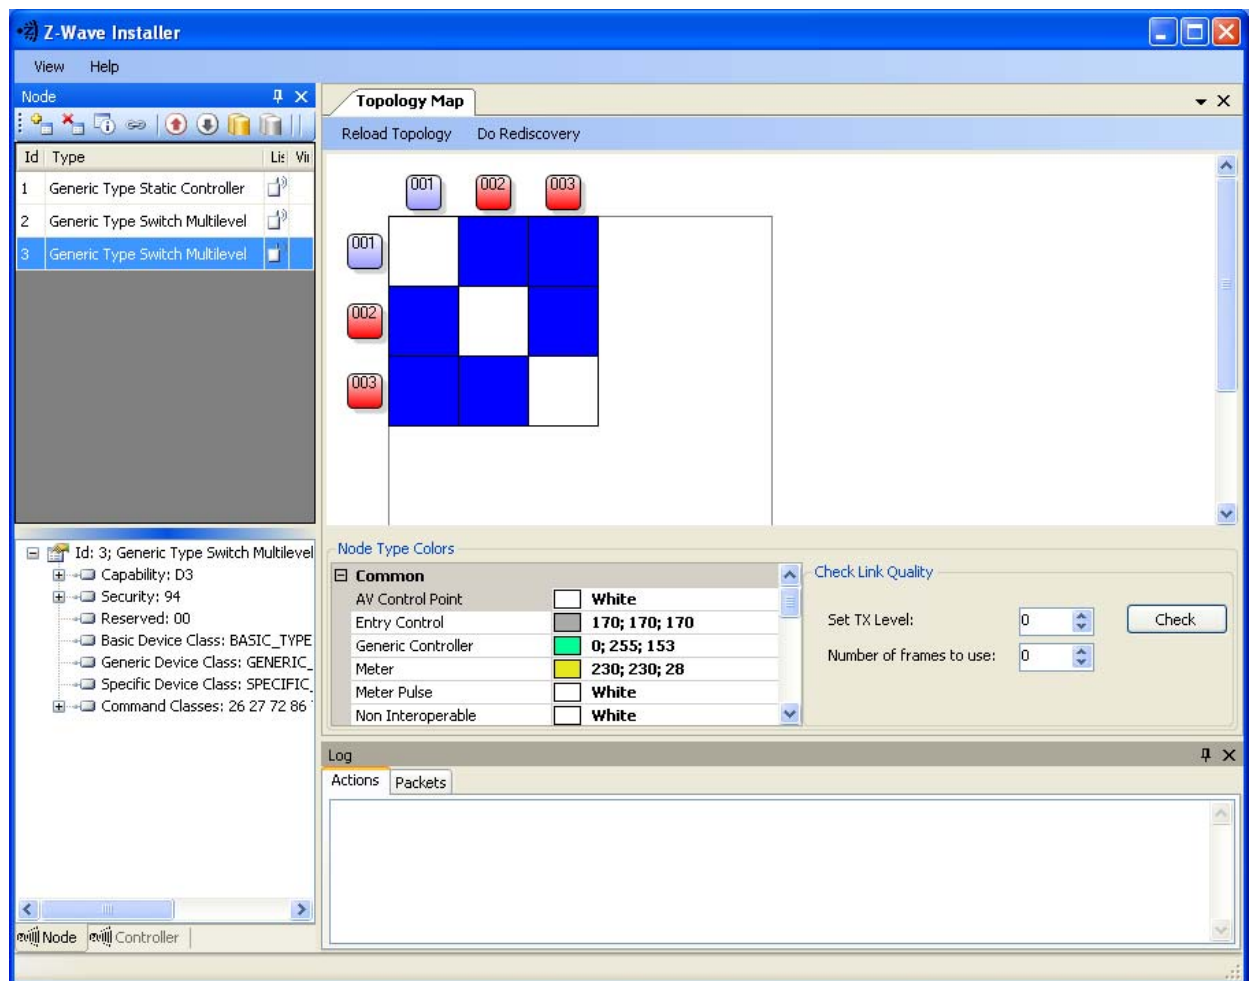 Z-Wave Installer
View Help
Node
Id Type Lis Vir
1 Generic Type Static Controller
2 Generic Type Switch Multilevel
3 Generic Type Switch Multilevel
Id: 3; Generic Type Switch Multilevel
Capability: D3
Security: 94
Reserved: 00
Basic Device Class: BASIC_TYPE
Generic Device Class: GENERIC_
Specific Device Class: SPECIFIC_
Command Classes: 26 27 72 86
Node Controller
Topology Map
Reload Topology Do Rediscovery
001 002 003
001
002
003
Node Type Colors
Common
AV Control Point White
Entry Control 170; 170; 170
Generic Controller 0; 255; 153
Meter 230; 230; 28
Meter Pulse White
Non Interoperable White
Check Link Quality
Set TX Level: 0 Check
Number of frames to use: 0
Log
Actions Packets